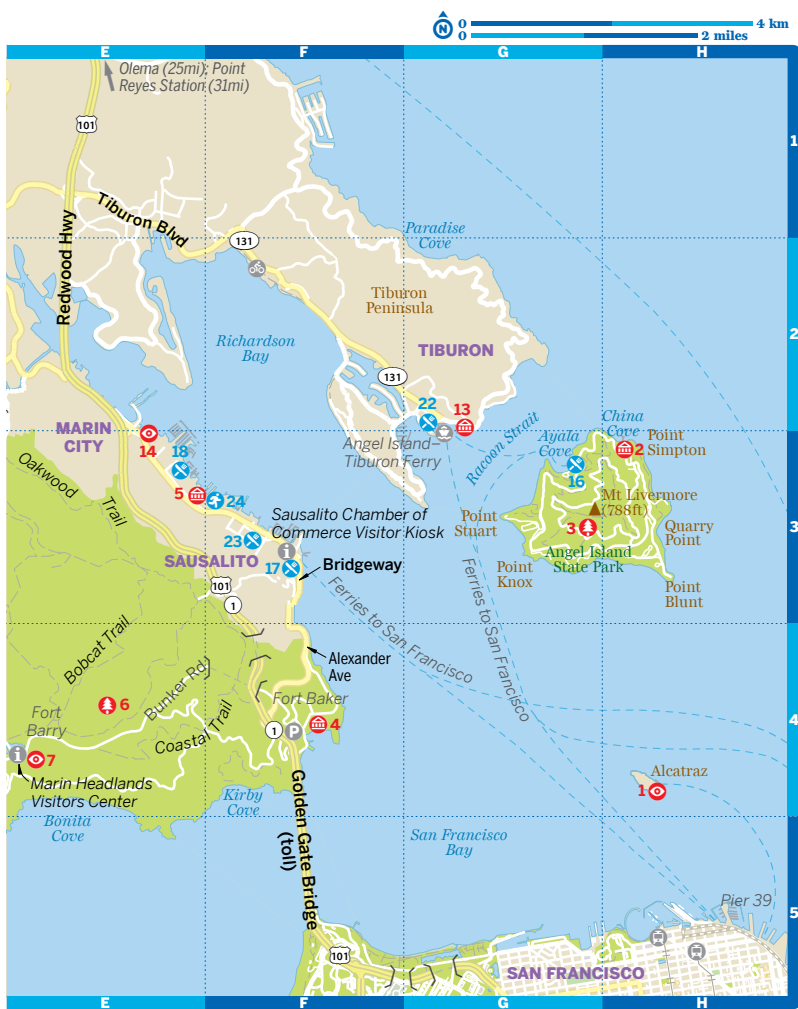 N
0 4 km
0 2 miles
E F G H
Olema (25mi); Point
Reyes Station (31mi)
101
1
Tiburon Blvd
131
Redwood Hwy
Paradise
Cove
Tiburon
Peninsula
2
Richardson
Bay
TIBURON
131
22
13
MARIN
CITY
14
18
Angel Island–
Tiburon Ferry
Racoon Strait
China
Cove
Ayala
Cove
2
Point
Simpton
16
Oakwood
Trail
5
24
Mt Livermore
(788ft)
3
Sausalito Chamber of
Commerce Visitor Kiosk
Point
Stuart
3
Quarry
Point
23
SAUSALITO
17
Bridgeway
Angel Island
State Park
Point
Knox
Point
Blunt
101
1
Ferries to San Francisco
Ferries to San Francisco
Bobcat Trail
Alexander
Ave
Bunker Rd
Fort Baker
6
Fort
Barry
Coastal Trail
1
P
4
4
i
7
Marin Headlands
Visitors Center
Alcatraz
1
Kirby
Cove
Bonita
Cove
Golden Gate Bridge
(toll)
San Francisco
Bay
Pier 39
5
101
SAN FRANCISCO
E F G H